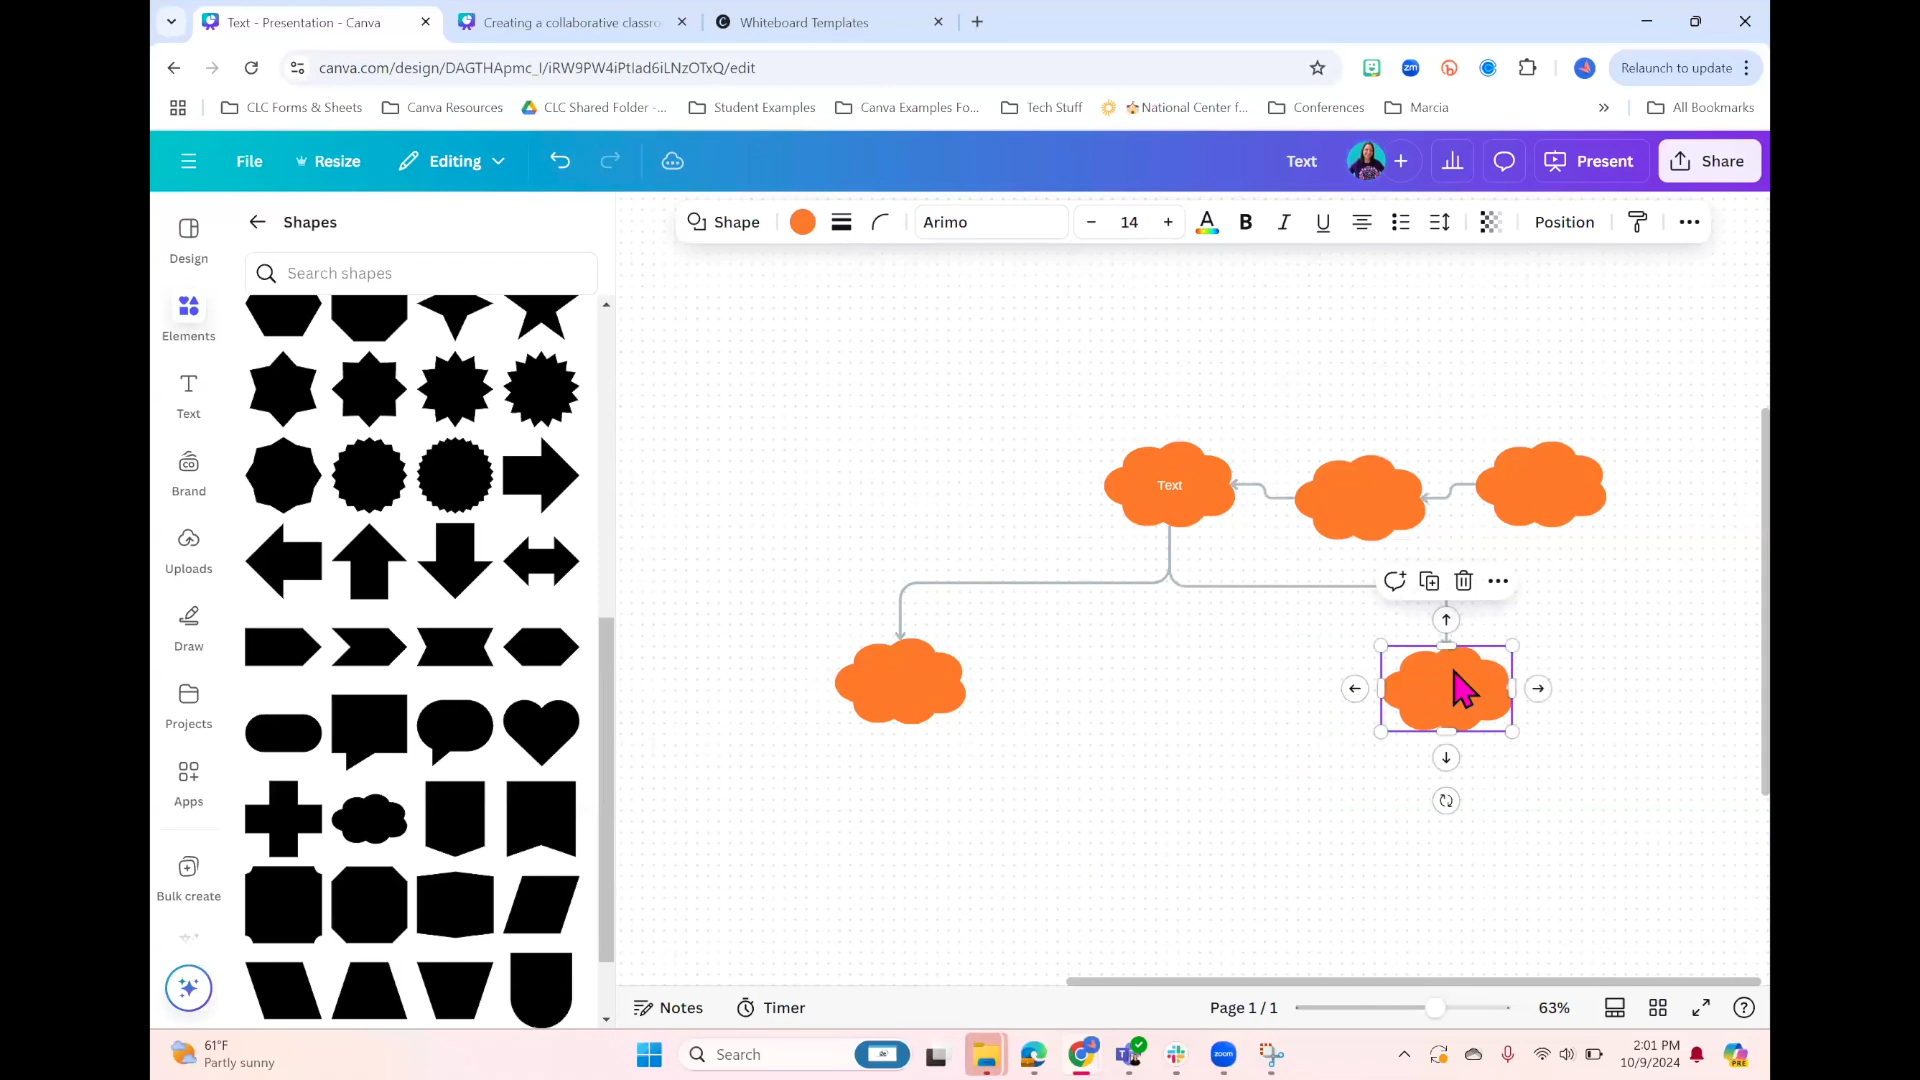 Text - Presentation - Canva
Creating a collaborative classro
Whiteboard Templates
canva.com/design/DAGTHApmc_I/iRW9PW4iPtIad6iLNzOTxQ/edit
zm
Relaunch to update
CLC Forms & Sheets
Canva Resources
CLC Shared Folder -...
Student Examples
Canva Examples Fo...
Tech Stuff
National Center f...
Conferences
Marcia
All Bookmarks
File
Resize
Editing
Text
Present
Share
Shapes
Search shapes
Design
Elements
Text
Brand
Uploads
Draw
Projects
Apps
Bulk create
Shape
Arimo
14
A
B
I
U
Position
Text
Notes
Timer
Page 1 / 1
63%
61°F
Partly sunny
Search
zoom
PRE
2:01 PM
10/9/2024